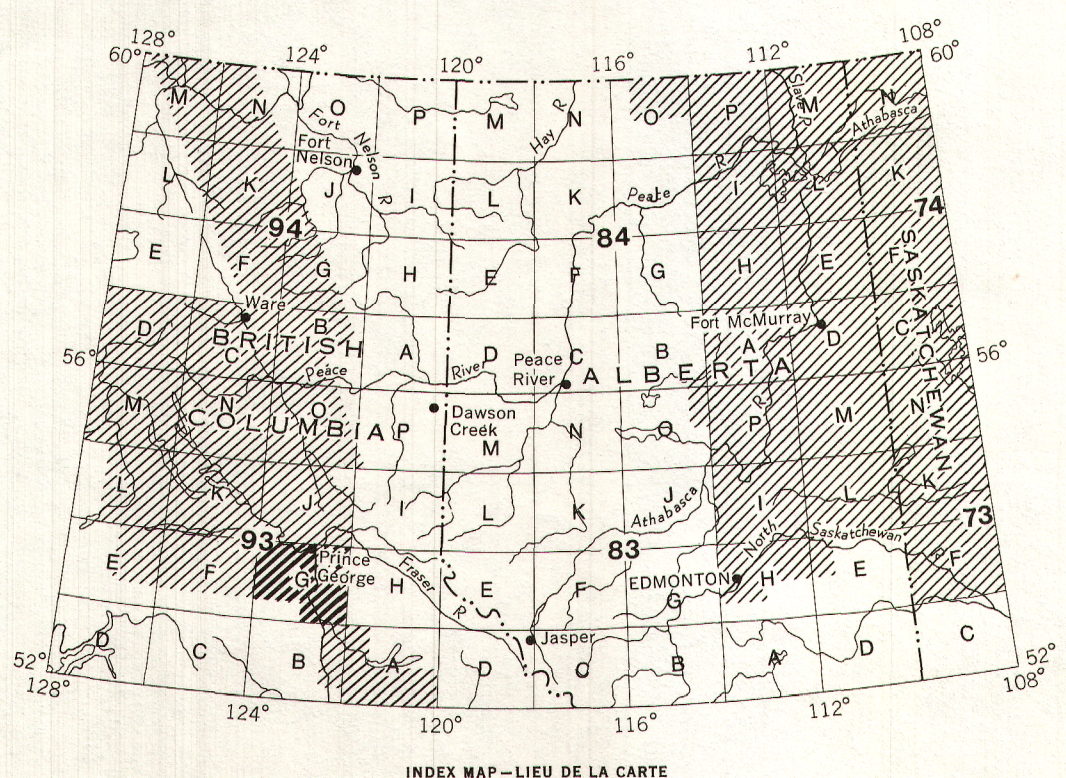 128° 124° 120° 116° 112° 108°
60° 60°
M N O P M N O P M N
Fort Nelson R
Hay R
Slave R
Athabasca
Fort
Nelson
L K J I L K I L K
Peace R
94 84 74
E F G H E F G H E F
Ware
Fort McMurray
D C B A D C B A D C
BRITISH
56° 56°
Peace River
Peace
River
ALBERTA
SASKATCHEWAN
M N O P M N O P M N
COLUMBIA
Dawson
Creek
R
L K J I L K J I L K
Athabasca
North Saskatchewan R
93 83 73
Prince
George
E F G H E F G H E F
Fraser R
EDMONTON
Jasper
D C B A D C B A D C
52° 52°
128° 124° 120° 116° 112° 108°
INDEX MAP – LIEU DE LA CARTE